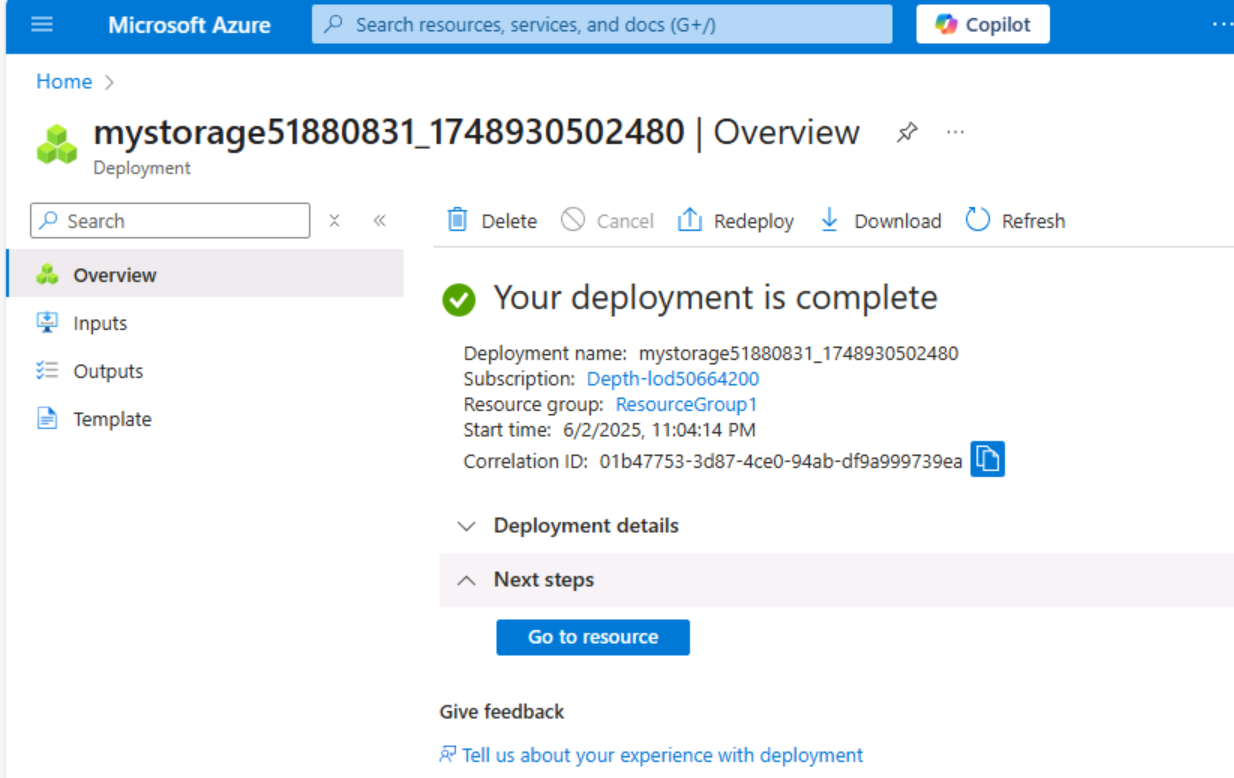 Microsoft Azure
Search resources, services, and docs (G+/)
Copilot
Home
mystorage51880831_1748930502480 | Overview
Deployment
Search
Delete
Cancel
Redeploy
Download
Refresh
Overview
Inputs
Outputs
Template
Your deployment is complete
Deployment name: mystorage51880831_1748930502480
Subscription: Depth-lod50664200
Resource group: ResourceGroup1
Start time: 6/2/2025, 11:04:14 PM
Correlation ID: 01b47753-3d87-4ce0-94ab-df9a999739ea
Deployment details
Next steps
Go to resource
Give feedback
Tell us about your experience with deployment